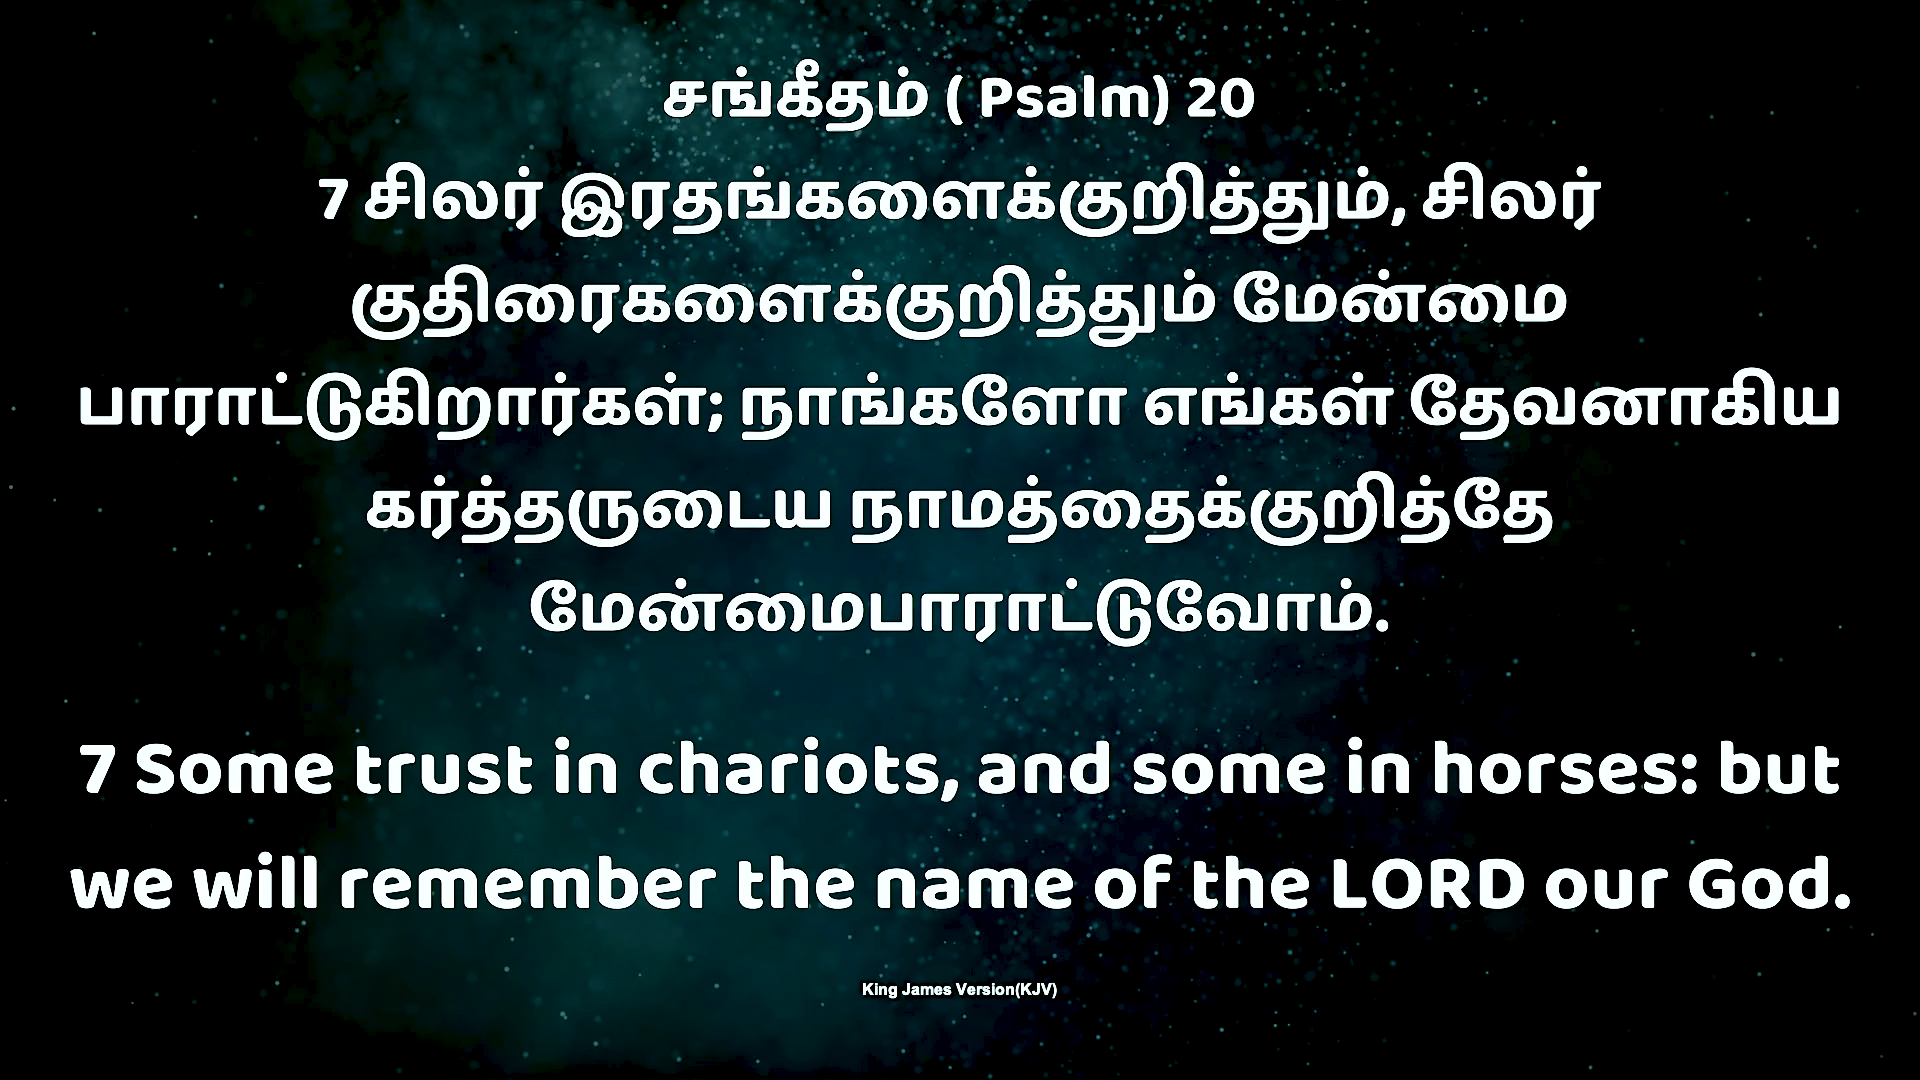 சங்கீதம் ( Psalm) 20
7 சிலர் இரதங்களைக்குறித்தும், சிலர்
குதிரைகளைக்குறித்தும் மேன்மை
பாராட்டுகிறார்கள்; நாங்களோ எங்கள் தேவனாகிய
கர்த்தருடைய நாமத்தைக்குறித்தே
மேன்மைபாராட்டுவோம்.
7 Some trust in chariots, and some in horses: but
we will remember the name of the LORD our God.
King James Version(KJV)